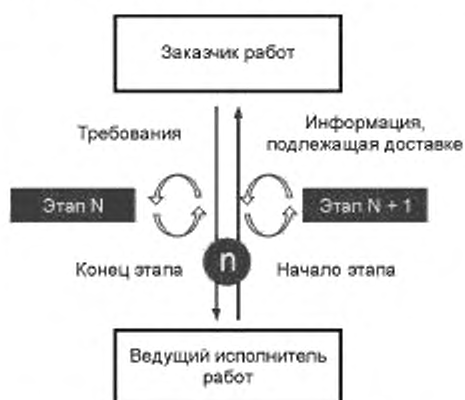 Заказчик работ
Требования
Информация,
подлежащая доставке
Этап N
Этап N + 1
Конец этапа
n
Начало этапа
Ведущий исполнитель
работ